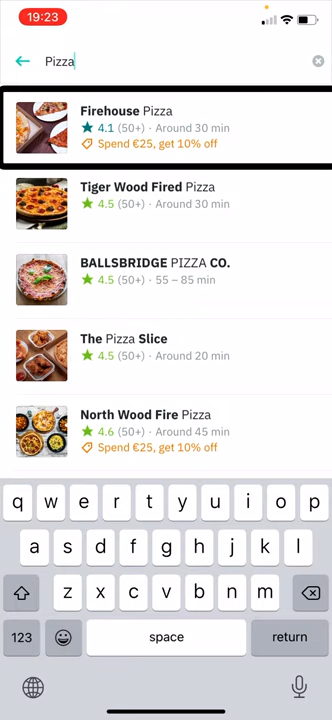 19:23
Pizza
Firehouse Pizza
4.1 (50+) · Around 30 min
Spend €25, get 10% off
Tiger Wood Fired Pizza
4.5 (50+) · Around 30 min
BALLSBRIDGE PIZZA CO.
4.5 (50+) · 55 – 85 min
The Pizza Slice
4.5 (50+) · Around 20 min
North Wood Fire Pizza
4.6 (50+) · Around 45 min
Spend €25, get 10% off
q w e r t y u i o p
a s d f g h j k l
z x c v b n m
123 space return